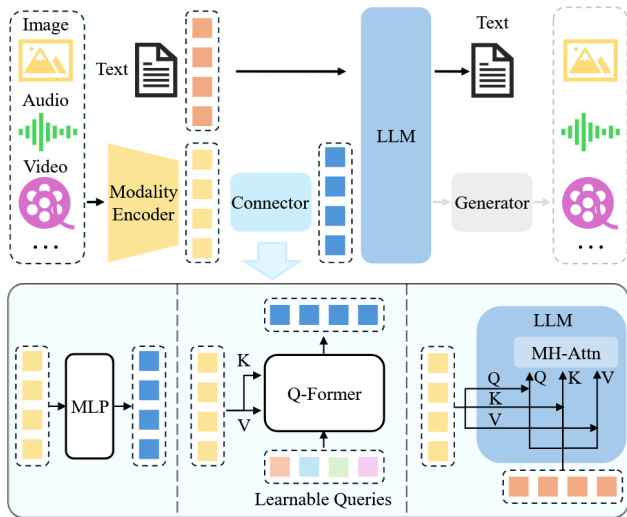 Image
Audio
Video
...
Text
Modality
Encoder
Connector
LLM
Text
Generator
...
MLP
K
V
Q-Former
Learnable Queries
LLM
MH-Attn
Q
K
V
Q
K
V